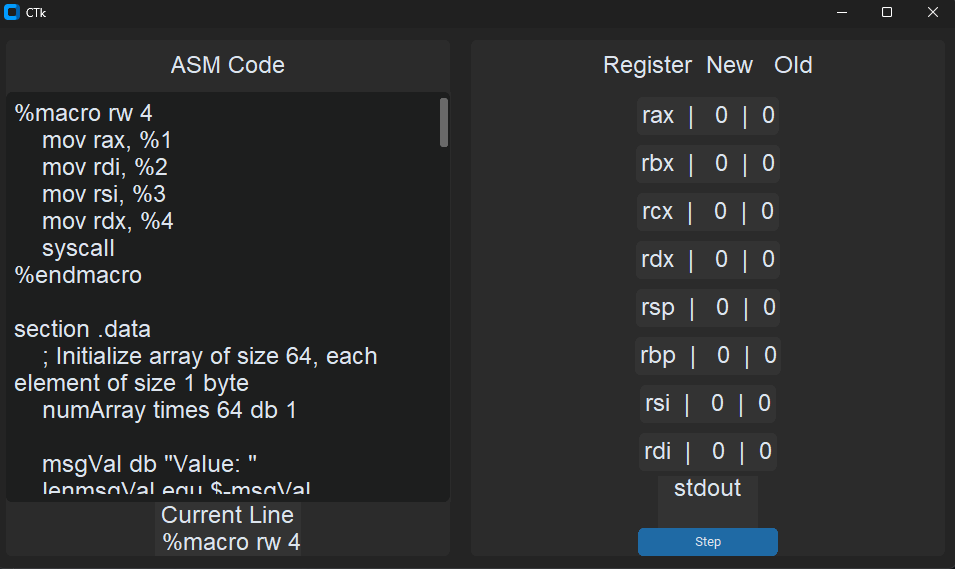 CTk
ASM Code
%macro rw 4
    mov rax, %1
    mov rdi, %2
    mov rsi, %3
    mov rdx, %4
    syscall
%endmacro

section .data
    ; Initialize array of size 64, each
element of size 1 byte
    numArray times 64 db 1

    msgVal db "Value: "
    lenmsgVal equ $-msgVal
Current Line
%macro rw 4
Register New Old
rax | 0 | 0
rbx | 0 | 0
rcx | 0 | 0
rdx | 0 | 0
rsp | 0 | 0
rbp | 0 | 0
rsi | 0 | 0
rdi | 0 | 0
stdout
Step